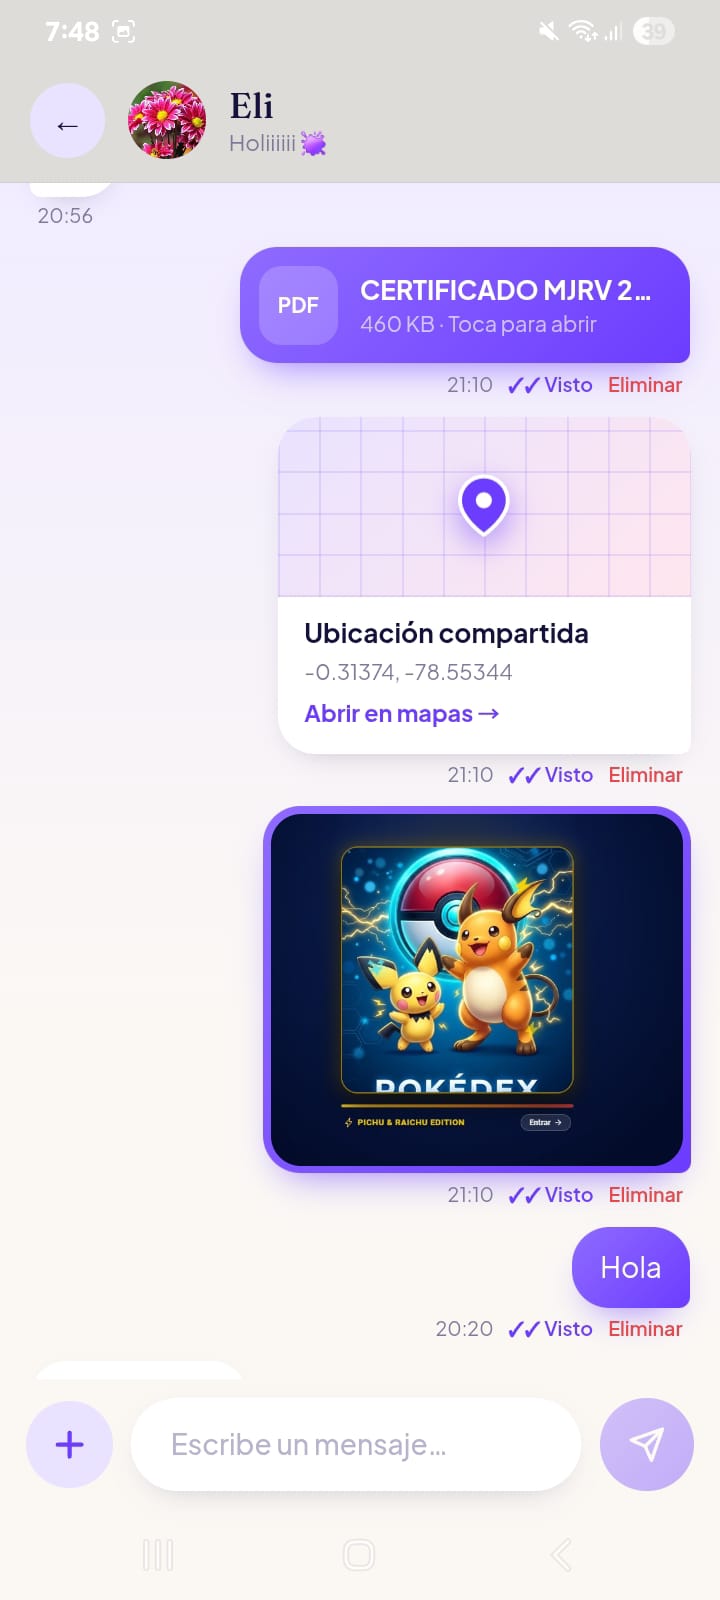 7:48
39
←
Eli
Holiiiiii
20:56
PDF
CERTIFICADO MJRV 2...
460 KB · Toca para abrir
21:10 ✓✓ Visto Eliminar
Ubicación compartida
-0.31374, -78.55344
Abrir en mapas →
21:10 ✓✓ Visto Eliminar
POKÉDEX
PICHU & RAICHU EDITION
Entrar →
21:10 ✓✓ Visto Eliminar
Hola
20:20 ✓✓ Visto Eliminar
Escribe un mensaje...